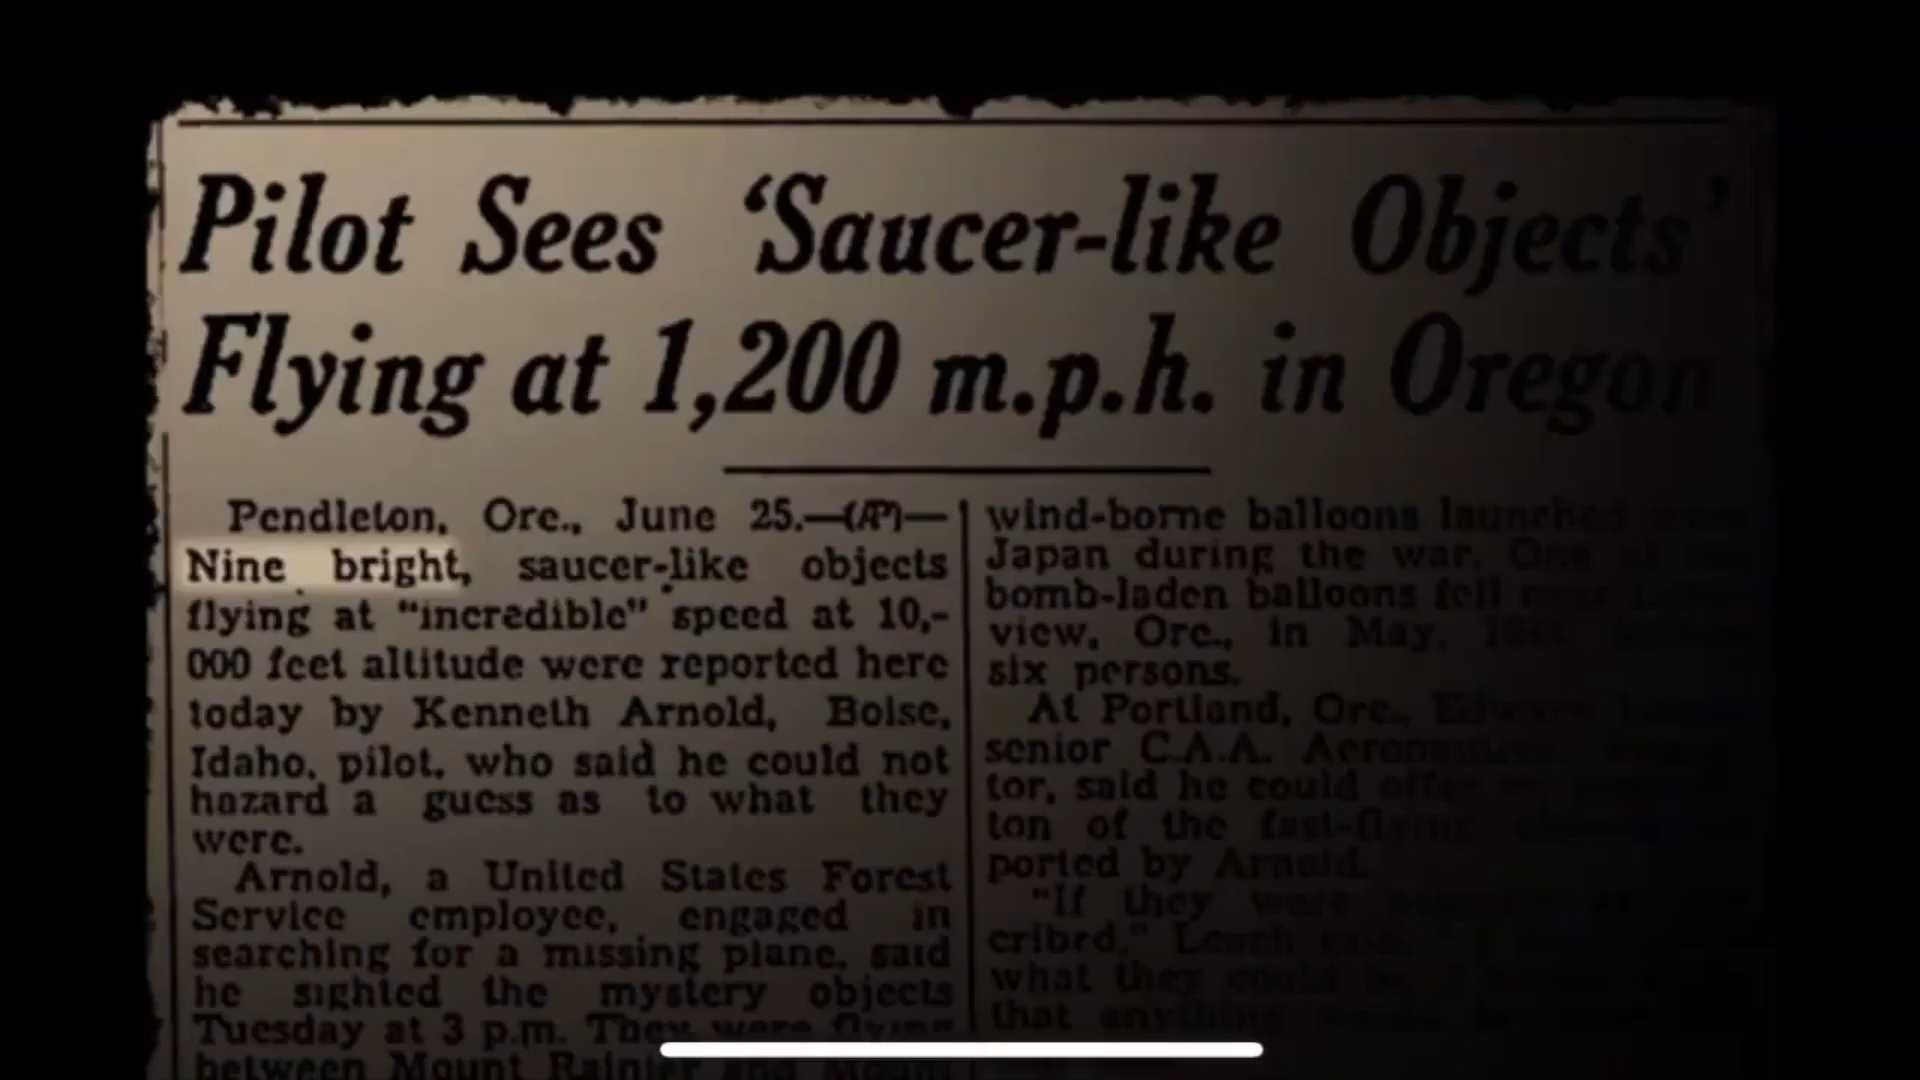 Pilot Sees ‘Saucer-like Objects’
Flying at 1,200 m.p.h. in Oregon
Pendleton, Ore., June 25.—(AP)—
Nine bright, saucer-like objects
flying at “incredible” speed at 10,-
000 feet altitude were reported here
today by Kenneth Arnold, Boise,
Idaho, pilot, who said he could not
hazard a guess as to what they
were.
Arnold, a United States Forest
Service employee, engaged in
searching for a missing plane, said
he sighted the mystery objects
Tuesday at 3 p.m. They were flying
between Mount Rainier and Mount
wind-borne balloons launched
Japan during the war. One of
bomb-laden balloons fell near
view, Ore., in May,
six persons.
At Portland, Ore., Edward
senior C.A.A.
tor, said he could offer
ton of the fast-flying
ported by Arnold.
“If they were
cribed,” Leach said,
what they could be,
that anything